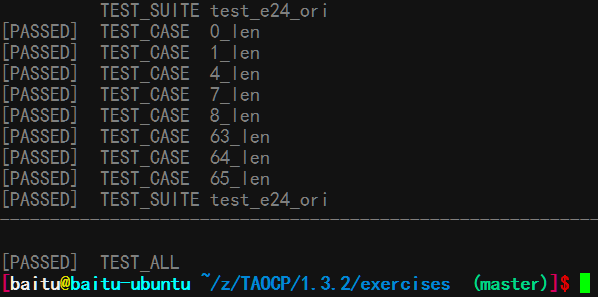 TEST_SUITE test_e24_ori
[PASSED] TEST_CASE 0_len
[PASSED] TEST_CASE 1_len
[PASSED] TEST_CASE 4_len
[PASSED] TEST_CASE 7_len
[PASSED] TEST_CASE 8_len
[PASSED] TEST_CASE 63_len
[PASSED] TEST_CASE 64_len
[PASSED] TEST_CASE 65_len
[PASSED] TEST_SUITE test_e24_ori
------------------------------------------------------------
[PASSED] TEST_ALL
[baitu@baitu-ubuntu ~/z/TAOCP/1.3.2/exercises (master)]$